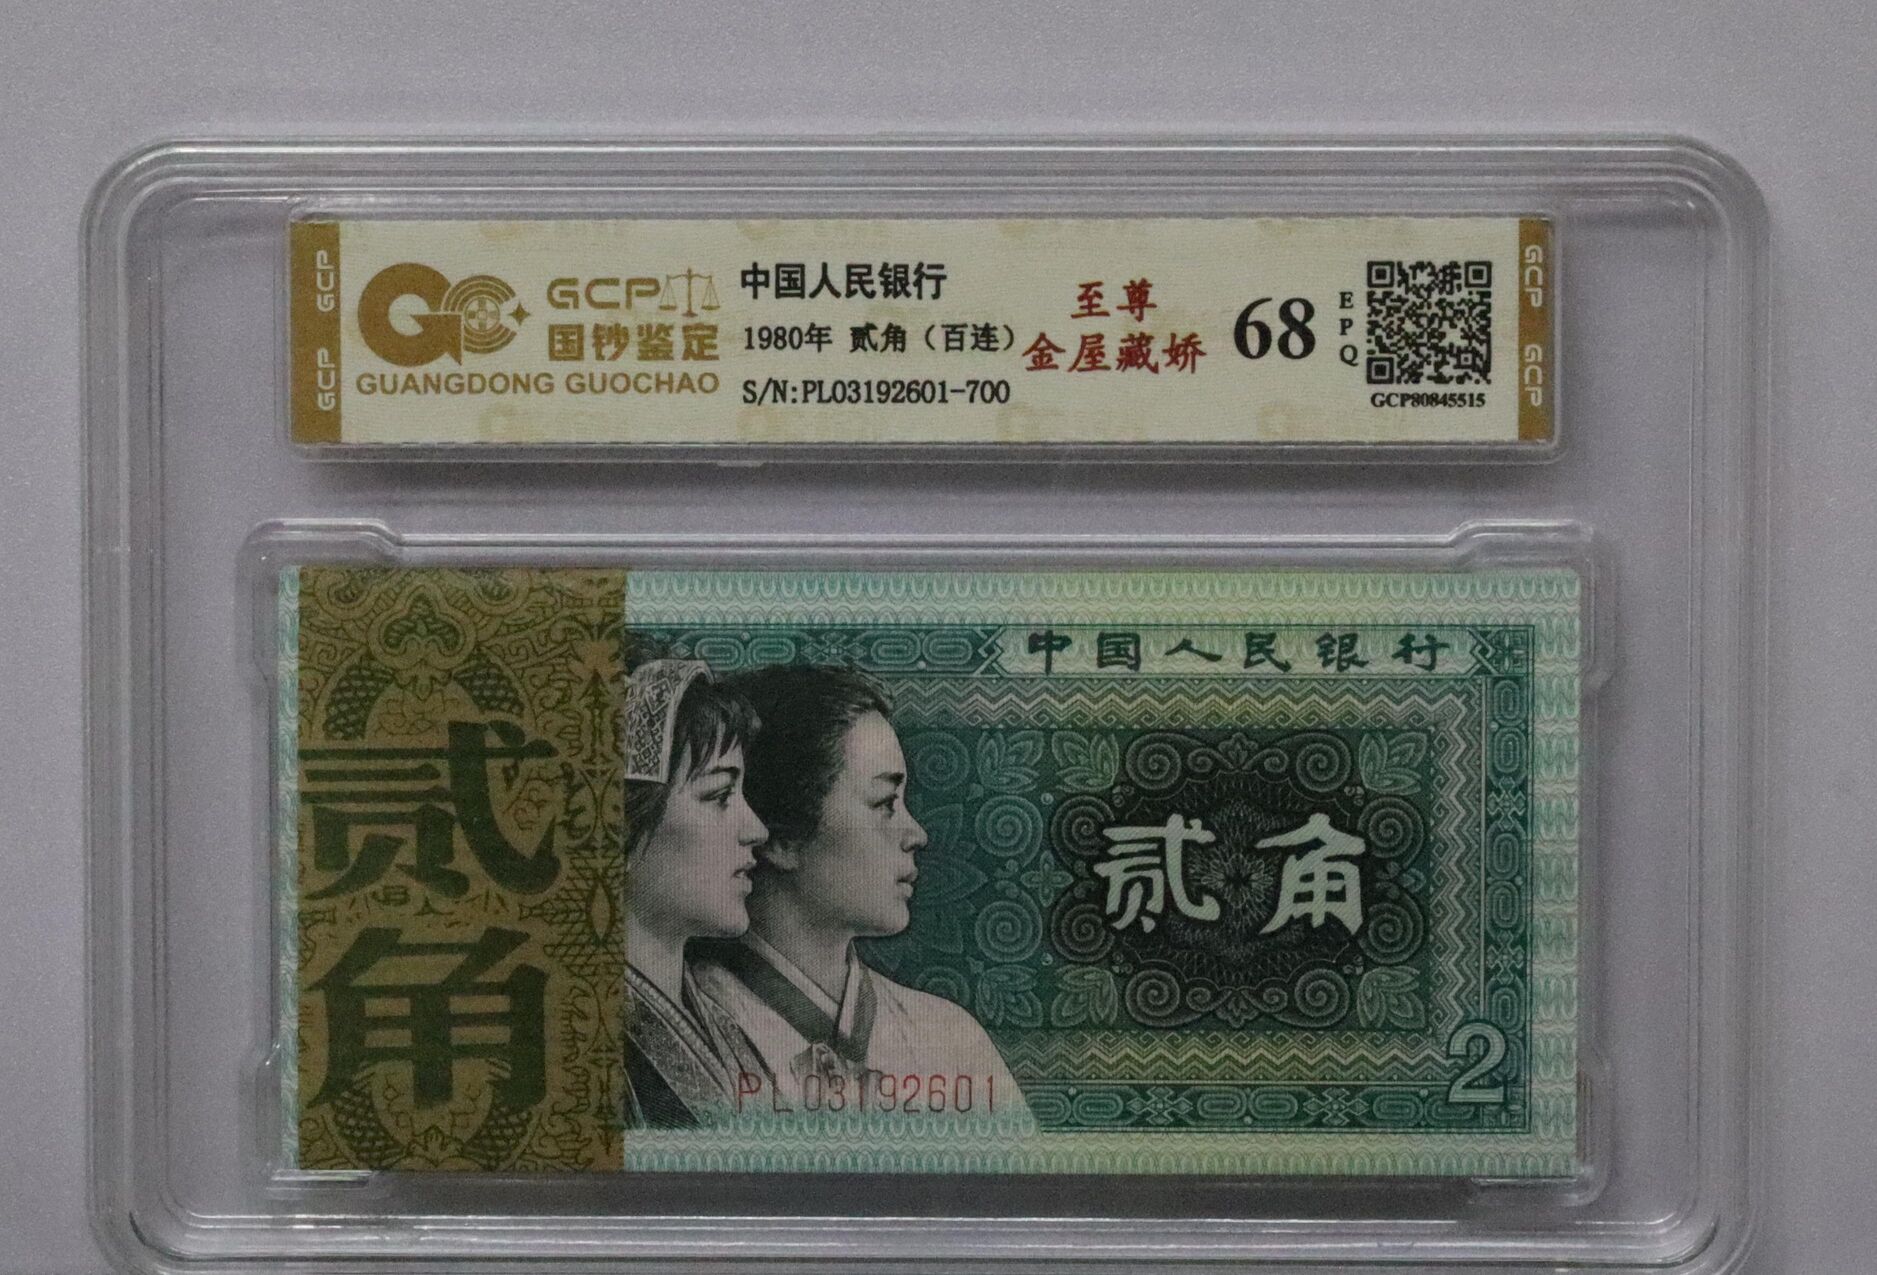 GCP
GCP
GC
GCP
国钞鉴定
GUANGDONG GUOCHAO
中国人民银行
1980年 贰角（百连）
S/N:PL03192601-700
至尊
金屋藏娇
68
EPQ
GCP80845515
GCP
GCP
贰角
中国人民银行
贰角
2
PL03192601